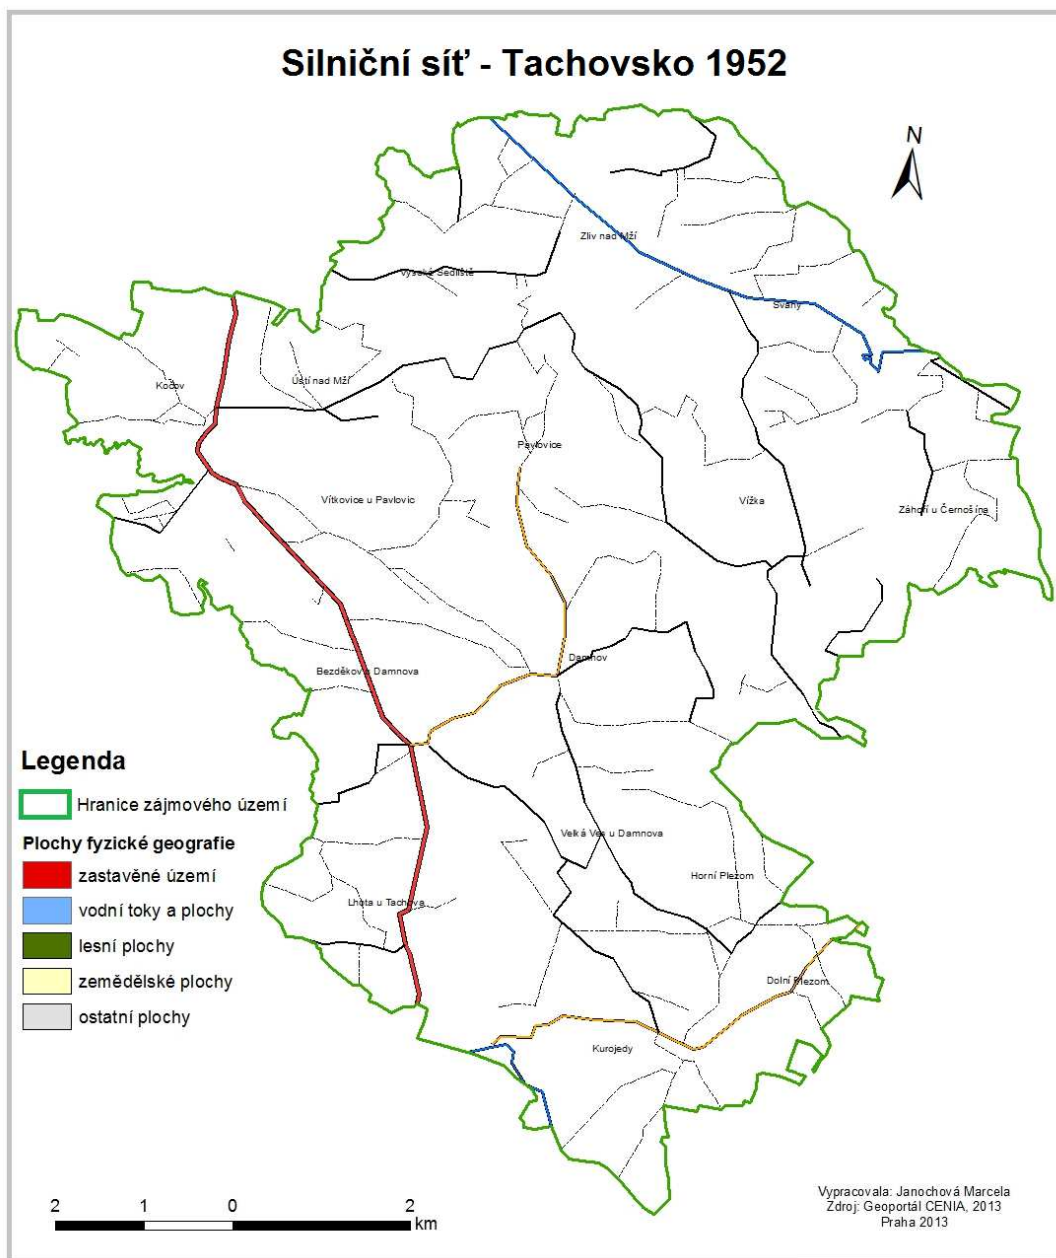 Silniční síť - Tachovsko 1952
N
Zliv nad Mží
Vysoké Sedliště
Svahy
Kočov
Ústí nad Mží
Pavlovice
Vítkovice u Pavlovic
Vížka
Záhoří u Černošína
Damnov
Bezděkov u Damnova
Legenda
Hranice zájmového území
Plochy fyzické geografie
zastavěné území
vodní toky a plochy
lesní plochy
zemědělské plochy
ostatní plochy
Velká Ves u Damnova
Horní Plezom
Lhota u Tachova
Dolní Plezom
Kurojedy
2 1 0 2
km
Vypracovala: Janochová Marcela
Zdroj: Geoportál CENIA, 2013
Praha 2013